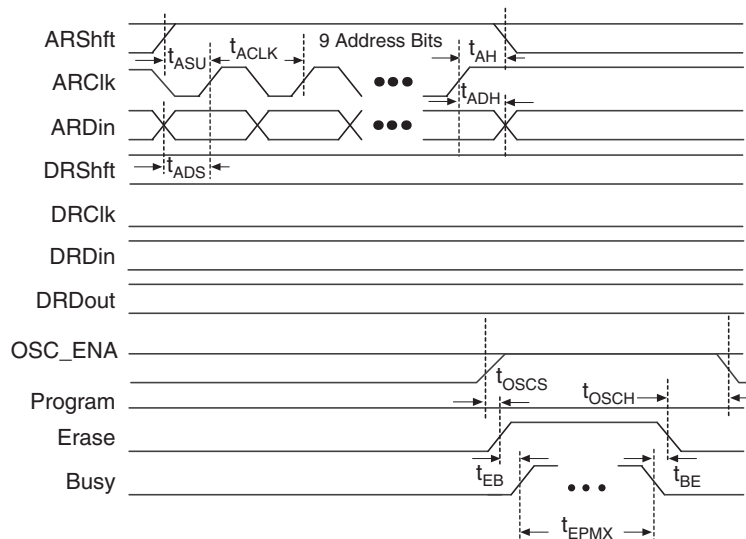 ARShft
9 Address Bits
tASU
tACLK
tAH
ARClk
tADH
ARDin
tADS
DRShft
DRClk
DRDin
DRDout
OSC_ENA
tOSCS
tOSCH
Program
Erase
tEB
tBE
Busy
tEPMX